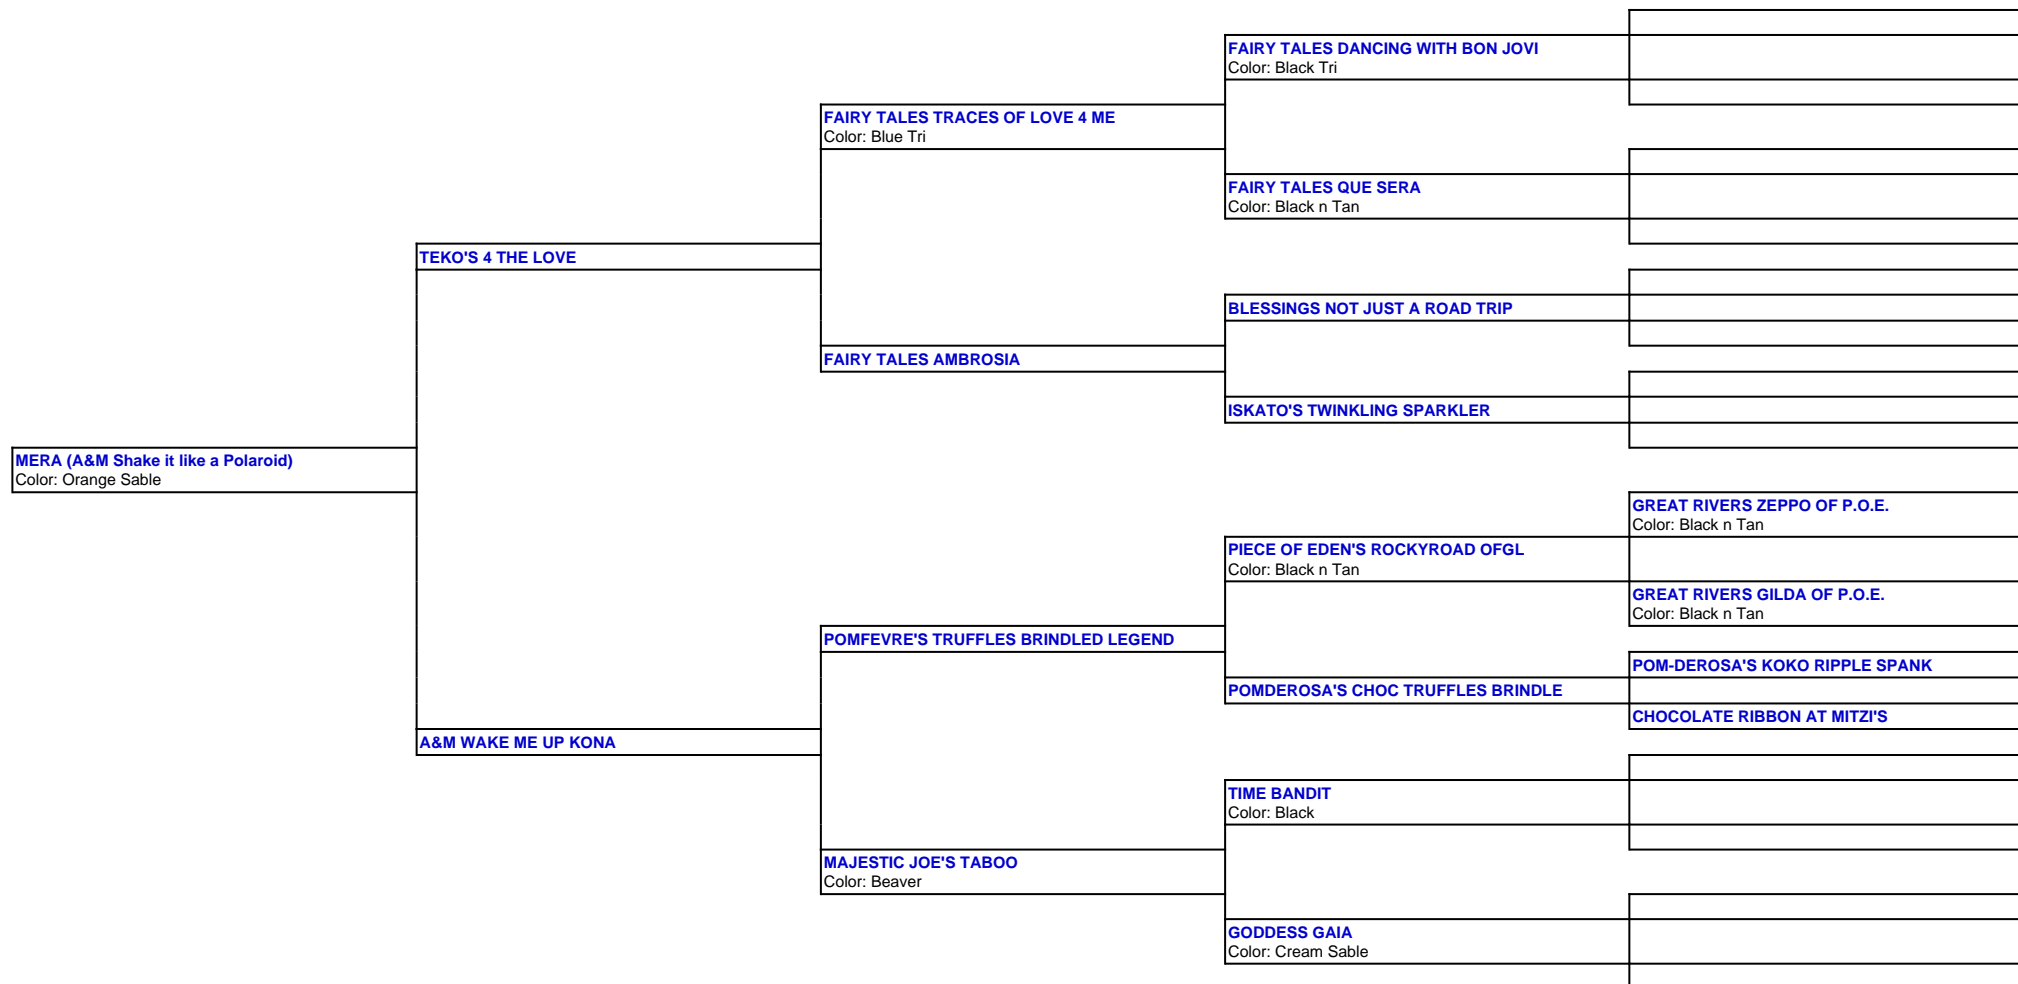 FAIRY TALES DANCING WITH BON JOVI
Color: Black Tri
FAIRY TALES TRACES OF LOVE 4 ME
Color: Blue Tri
FAIRY TALES QUE SERA
Color: Black n Tan
TEKO'S 4 THE LOVE
BLESSINGS NOT JUST A ROAD TRIP
FAIRY TALES AMBROSIA
ISKATO'S TWINKLING SPARKLER
MERA (A&M Shake it like a Polaroid)
Color: Orange Sable
GREAT RIVERS ZEPPO OF P.O.E.
Color: Black n Tan
PIECE OF EDEN'S ROCKYROAD OFGL
Color: Black n Tan
GREAT RIVERS GILDA OF P.O.E.
Color: Black n Tan
POMFEVRE'S TRUFFLES BRINDLED LEGEND
POM-DEROSA'S KOKO RIPPLE SPANK
POMDEROSA'S CHOC TRUFFLES BRINDLE
CHOCOLATE RIBBON AT MITZI'S
A&M WAKE ME UP KONA
TIME BANDIT
Color: Black
MAJESTIC JOE'S TABOO
Color: Beaver
GODDESS GAIA
Color: Cream Sable